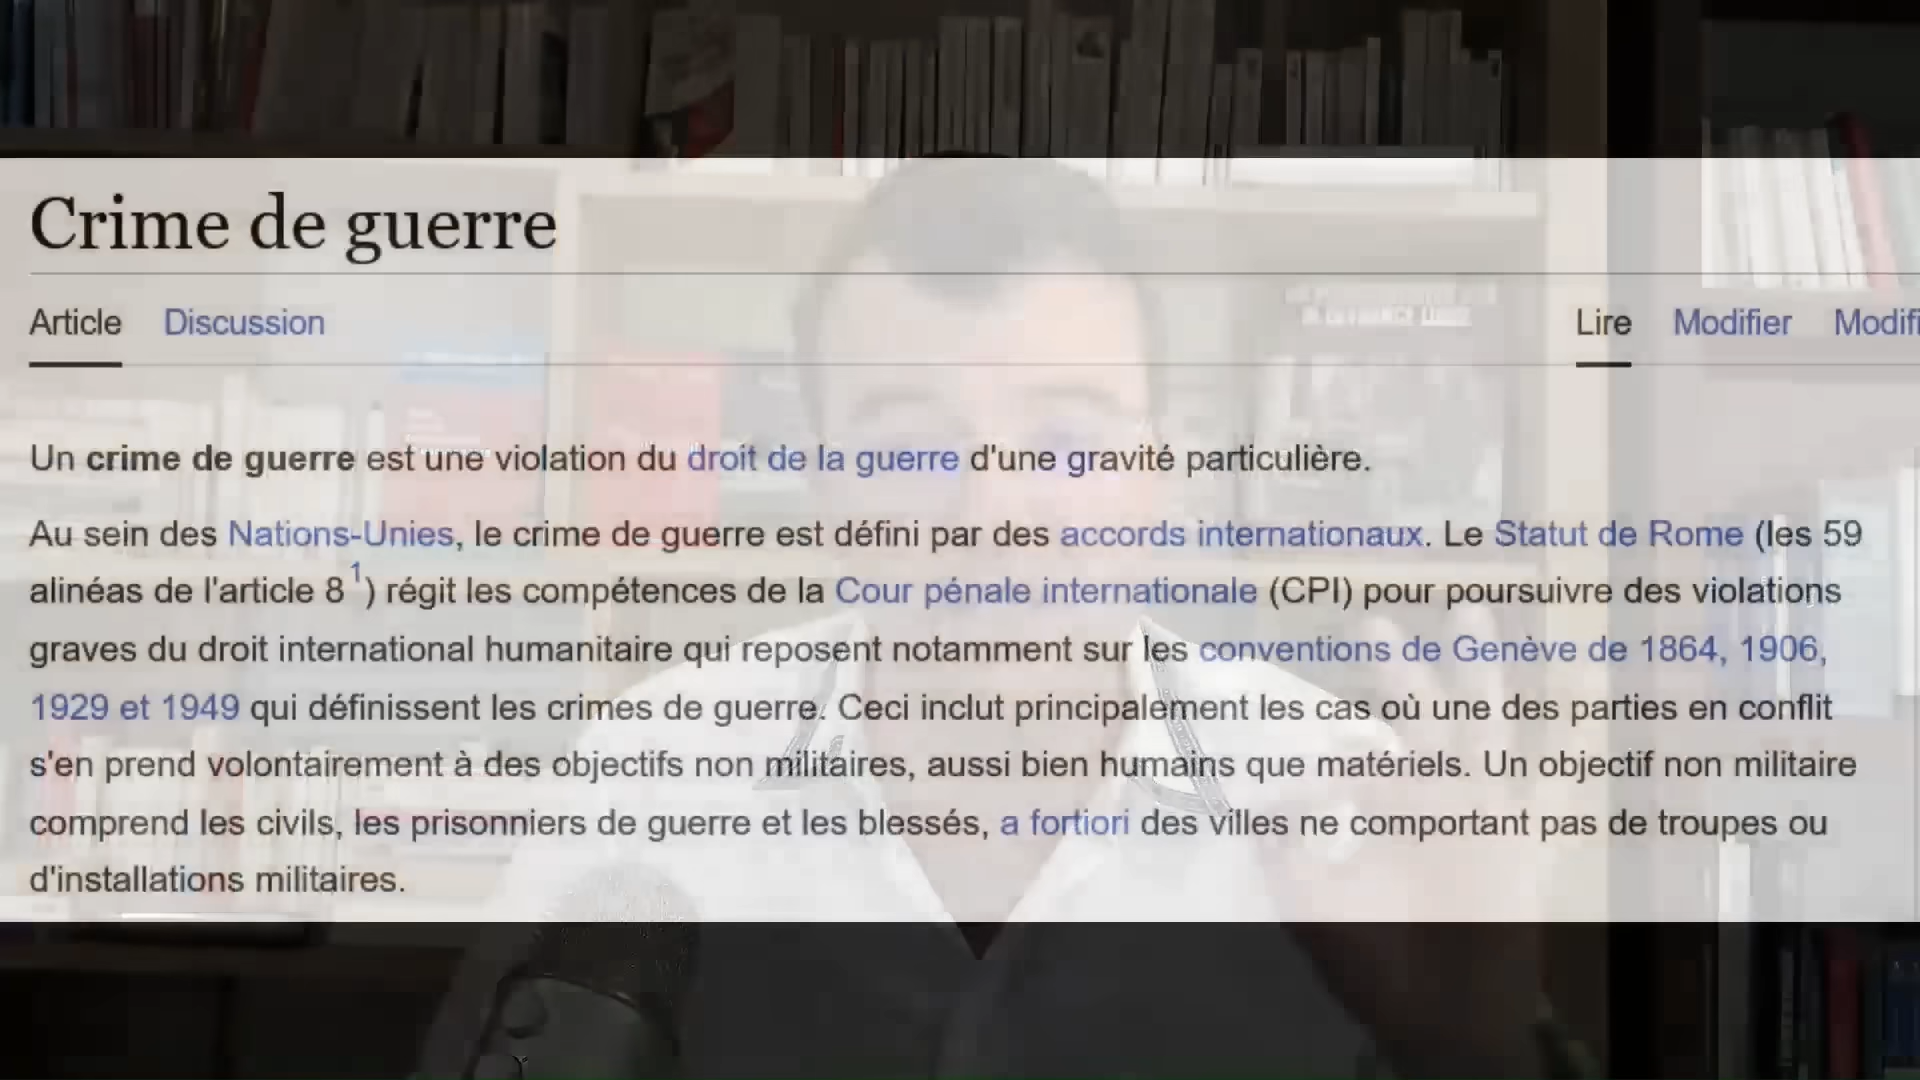 Crime de guerre
Article Discussion Lire Modifier Modifi
Un crime de guerre est une violation du droit de la guerre d'une gravité particulière.
Au sein des Nations-Unies, le crime de guerre est défini par des accords internationaux. Le Statut de Rome (les 59
alinéas de l'article 8 1) régit les compétences de la Cour pénale internationale (CPI) pour poursuivre des violations
graves du droit international humanitaire qui reposent notamment sur les conventions de Genève de 1864, 1906,
1929 et 1949 qui définissent les crimes de guerre. Ceci inclut principalement les cas où une des parties en conflit
s'en prend volontairement à des objectifs non militaires, aussi bien humains que matériels. Un objectif non militaire
comprend les civils, les prisonniers de guerre et les blessés, a fortiori des villes ne comportant pas de troupes ou
d'installations militaires.